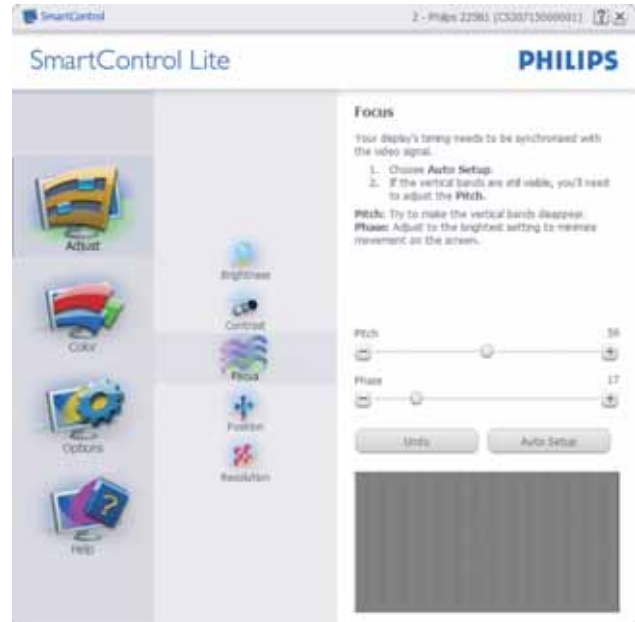 SmartControl
2 - Philips 225B1
SmartControl Lite
PHILIPS
Adjust
Color
Options
Help
Brightness
Contrast
Focus
Position
Resolution
Focus
Your display's timing needs to be synchronized with
the video signal.
1. Choose Auto Setup.
2. If the vertical bands are still visible, you'll need
to adjust the Pitch.
Pitch: Try to make the vertical bands disappear.
Phase: Adjust to the brightest setting to minimize
movement on the screen.
Pitch
Phase 17
Undo Auto Setup